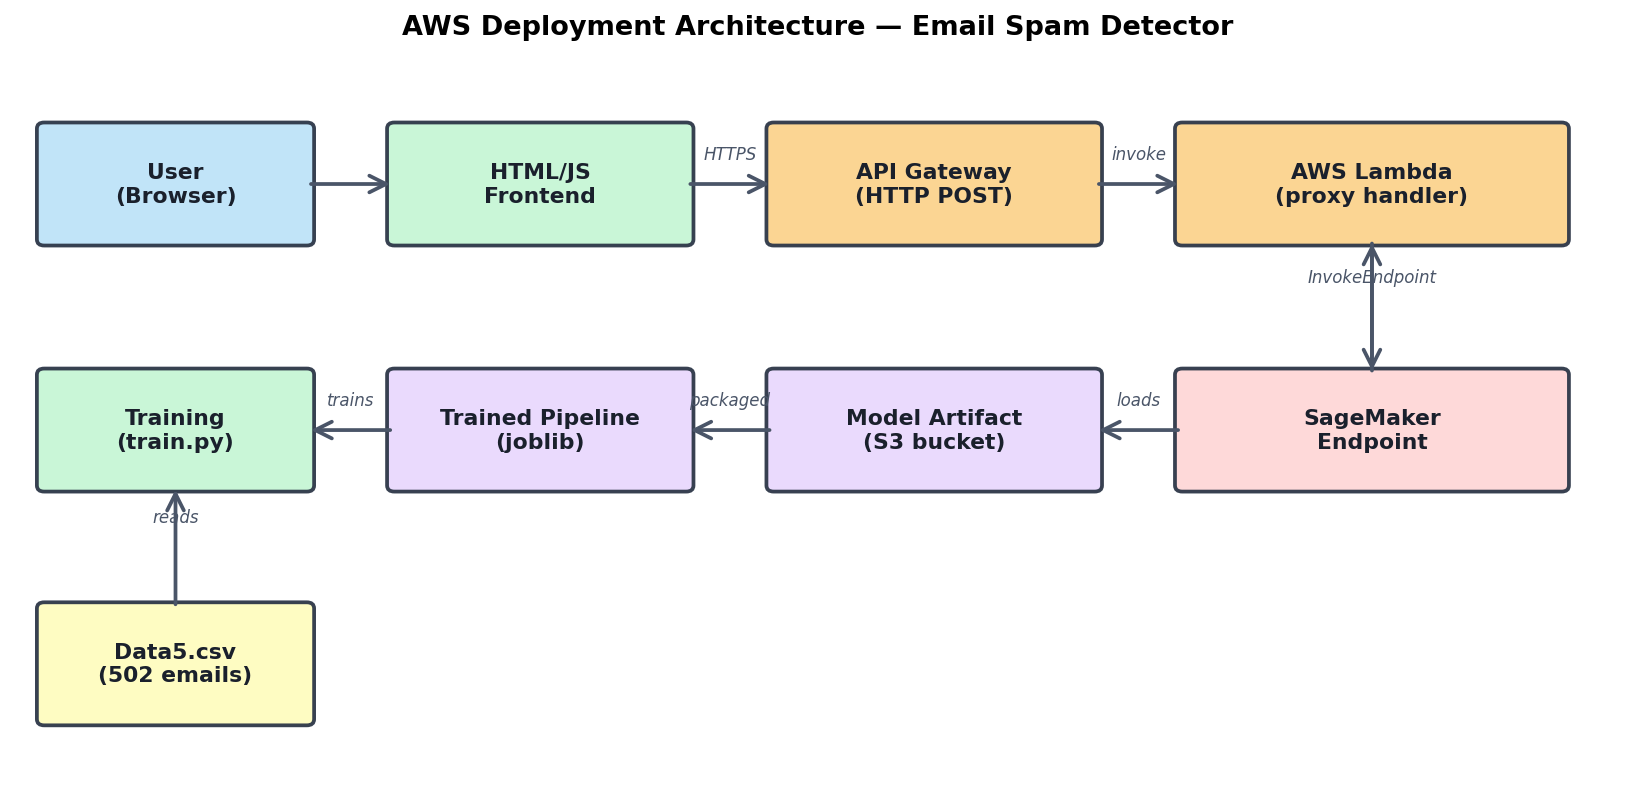 AWS Deployment Architecture — Email Spam Detector
User
(Browser)
HTML/JS
Frontend
HTTPS
API Gateway
(HTTP POST)
invoke
AWS Lambda
(proxy handler)
InvokeEndpoint
Training
(train.py)
trains
Trained Pipeline
(joblib)
packaged
Model Artifact
(S3 bucket)
loads
SageMaker
Endpoint
reads
Data5.csv
(502 emails)